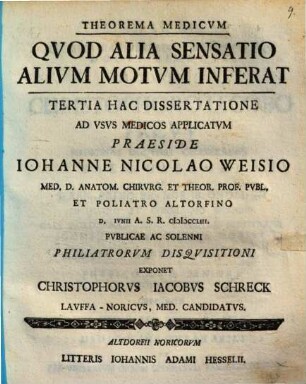 9
THEOREMA MEDICVM
QVOD ALIA SENSATIO
ALIVM MOTVM INFERAT
TERTIA HAC DISSERTATIONE
AD VSVS MEDICOS APPLICATVM
PRAESIDE
IOHANNE NICOLAO WEISIO
MED. D. ANATOM. CHIRVRG. ET THEOR. PROF. PVBL.
ET POLIATRO ALTORFINO
D. IVNII A. S. R.
PVBLICAE AC SOLENNI
PHILIATRORVM DISQVISITIONI
EXPONET
CHRISTOPHORVS IACOBVS SCHRECK
LAVFFA-NORICVS, MED. CANDIDATVS.
ALTDORFII NORICORVM
LITTERIS IOHANNIS ADAMI HESSELII.